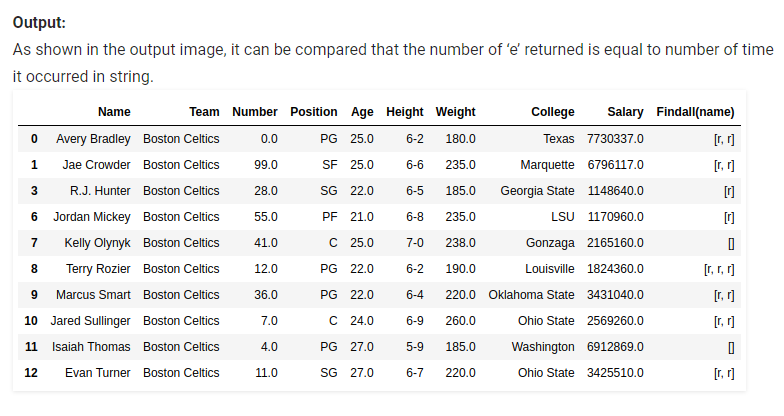 Output:
As shown in the output image, it can be compared that the number of ‘e’ returned is equal to number of time
it occurred in string.
Name Team Number Position Age Height Weight College Salary Findall(name)
0 Avery Bradley Boston Celtics 0.0 PG 25.0 6-2 180.0 Texas 7730337.0 [r, r]
1 Jae Crowder Boston Celtics 99.0 SF 25.0 6-6 235.0 Marquette 6796117.0 [r, r]
3 R.J. Hunter Boston Celtics 28.0 SG 22.0 6-5 185.0 Georgia State 1148640.0 [r]
6 Jordan Mickey Boston Celtics 55.0 PF 21.0 6-8 235.0 LSU 1170960.0 [r]
7 Kelly Olynyk Boston Celtics 41.0 C 25.0 7-0 238.0 Gonzaga 2165160.0 []
8 Terry Rozier Boston Celtics 12.0 PG 22.0 6-2 190.0 Louisville 1824360.0 [r, r, r]
9 Marcus Smart Boston Celtics 36.0 PG 22.0 6-4 220.0 Oklahoma State 3431040.0 [r, r]
10 Jared Sullinger Boston Celtics 7.0 C 24.0 6-9 260.0 Ohio State 2569260.0 [r, r]
11 Isaiah Thomas Boston Celtics 4.0 PG 27.0 5-9 185.0 Washington 6912869.0 []
12 Evan Turner Boston Celtics 11.0 SG 27.0 6-7 220.0 Ohio State 3425510.0 [r, r]